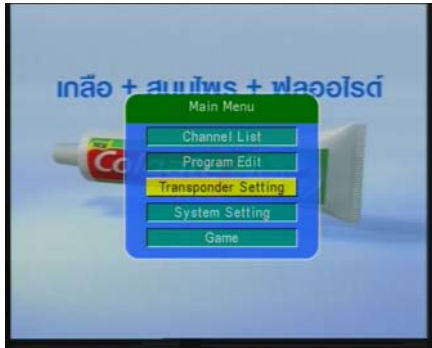 เกลือ + สมุนไพร + ฟลูออไรด์
Main Menu
Channel List
Program Edit
Transponder Setting
System Setting
Game